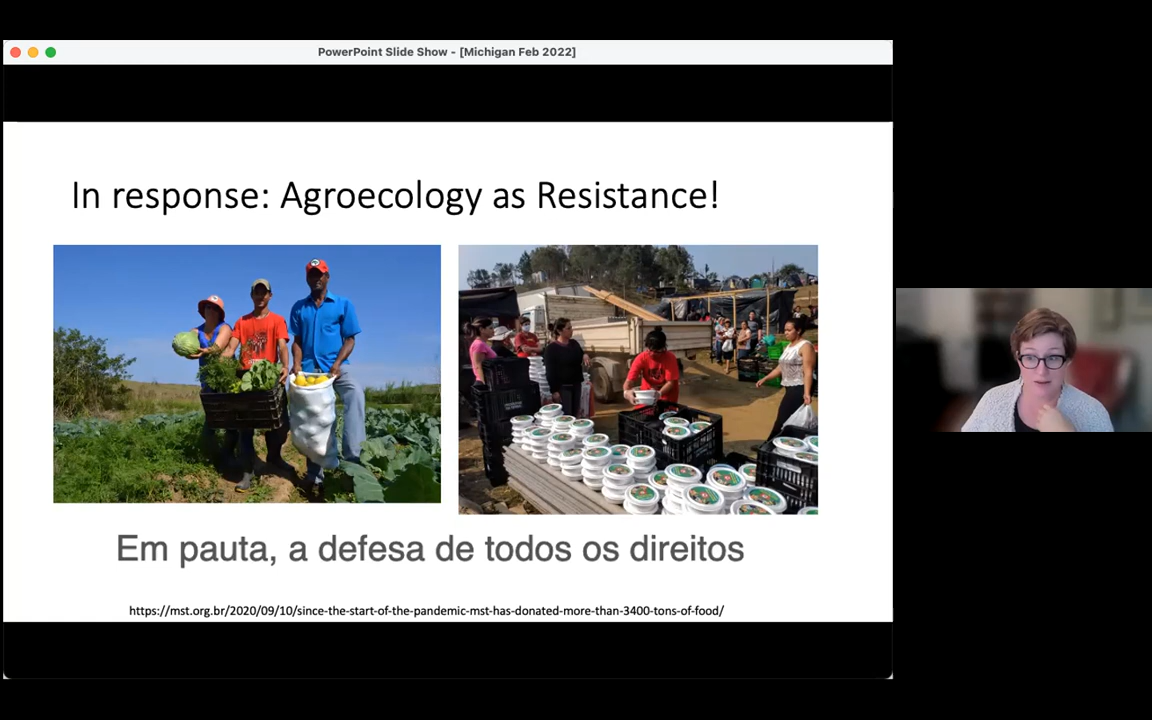 PowerPoint Slide Show - [Michigan Feb 2022]
In response: Agroecology as Resistance!
Em pauta, a defesa de todos os direitos
https://mst.org.br/2020/09/10/since-the-start-of-the-pandemic-mst-has-donated-more-than-3400-tons-of-food/